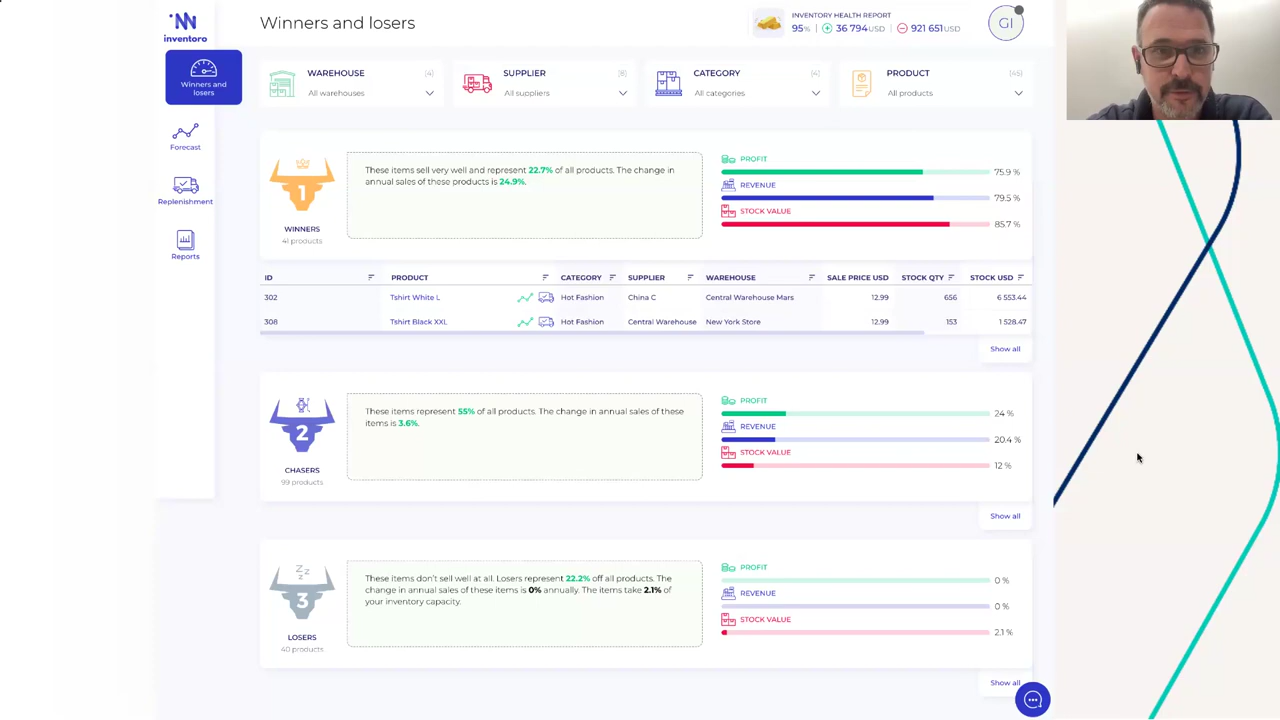 inventoro
Winners and losers
INVENTORY HEALTH REPORT
95% 36 794 USD 921 651 USD
GI
Winners and
losers
Forecast
Replenishment
Reports
WAREHOUSE [4]
All warehouses
SUPPLIER [8]
All suppliers
CATEGORY [4]
All categories
PRODUCT [45]
All products
1
WINNERS
41 products
These items sell very well and represent 22.7% of all products. The change in
annual sales of these products is 24.9%.
PROFIT
75.9 %
REVENUE
79.5 %
STOCK VALUE
85.7 %
ID PRODUCT CATEGORY SUPPLIER WAREHOUSE SALE PRICE USD STOCK QTY STOCK USD
302 Tshirt White L Hot Fashion China C Central Warehouse Mars 12.99 656 6 553.44
308 Tshirt Black XXL Hot Fashion Central Warehouse New York Store 12.99 153 1 528.47
Show all
2
CHASERS
99 products
These items represent 55% of all products. The change in annual sales of these
items is 3.6%.
PROFIT
24 %
REVENUE
20.4 %
STOCK VALUE
12 %
Show all
ZZZ
3
LOSERS
40 products
These items don't sell well at all. Losers represent 22.2% off all products. The
change in annual sales of these items is 0% annually. The items take 2.1% of
your inventory capacity.
PROFIT
0 %
REVENUE
0 %
STOCK VALUE
2.1 %
Show all